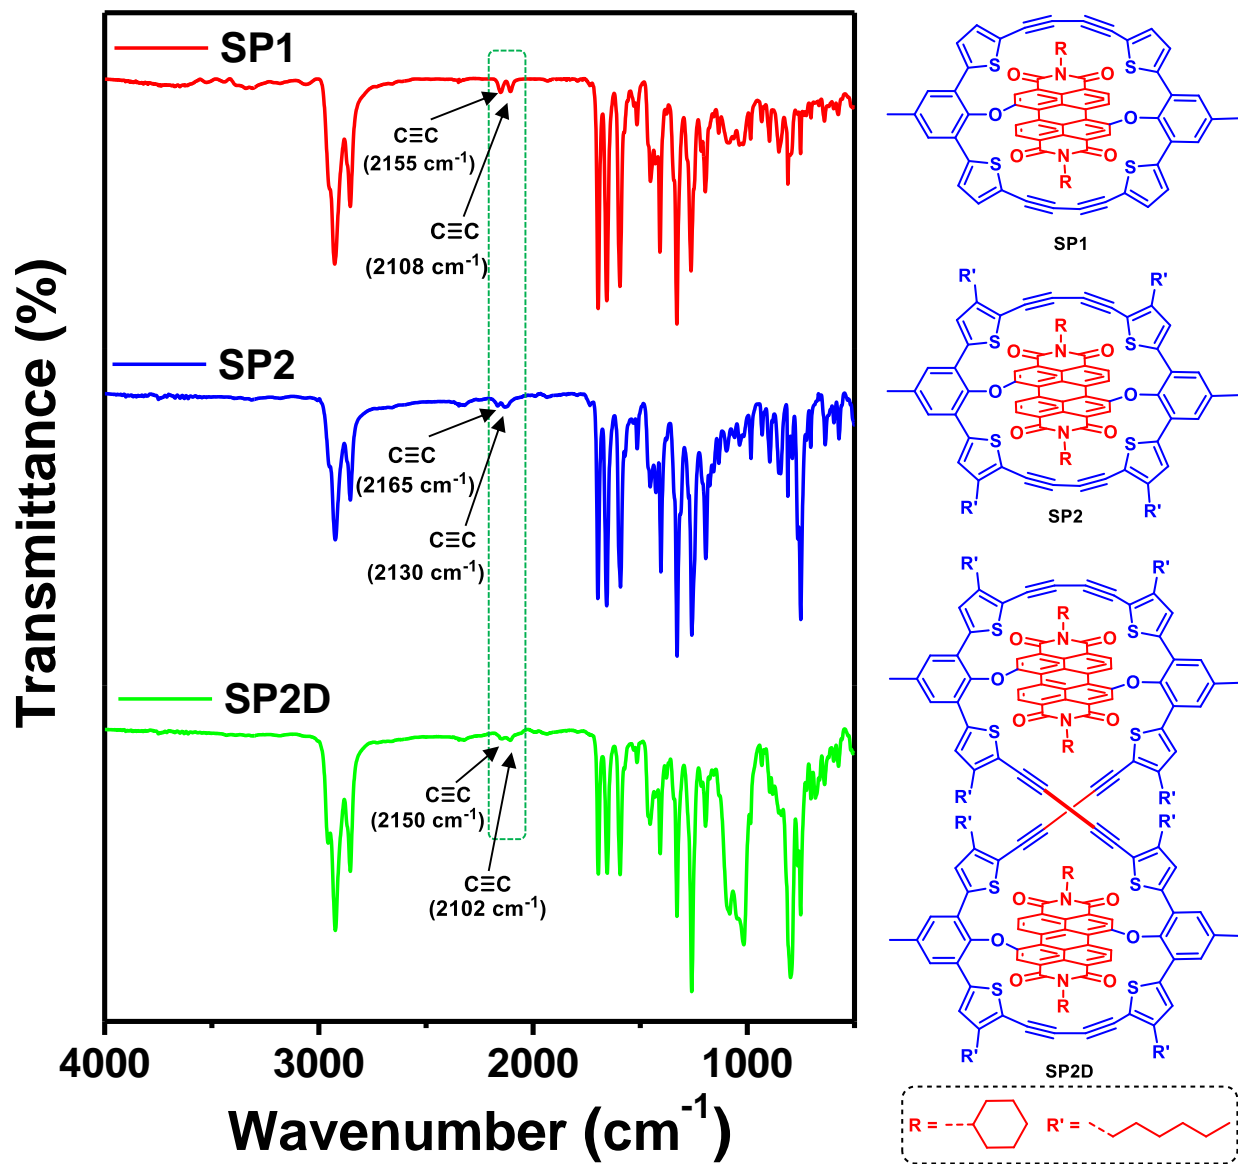 SP1
C≡C
(2155 cm⁻¹)
C≡C
(2108 cm⁻¹)
SP2
C≡C
(2165 cm⁻¹)
C≡C
(2130 cm⁻¹)
SP2D
C≡C
(2150 cm⁻¹)
C≡C
(2102 cm⁻¹)
Transmittance (%)
4000 3000 2000 1000
Wavenumber (cm⁻¹)
S R S
O N O
O O
O N O
S R S
SP1
R' R'
S R S
O N O
O O
O N O
S R S
R' R'
SP2
R' R'
S R S
O N O
O O
O N O
S R S
R' R'
R' R'
S R S
O N O
O O
O N O
S R S
R' R'
SP2D
R = R' =